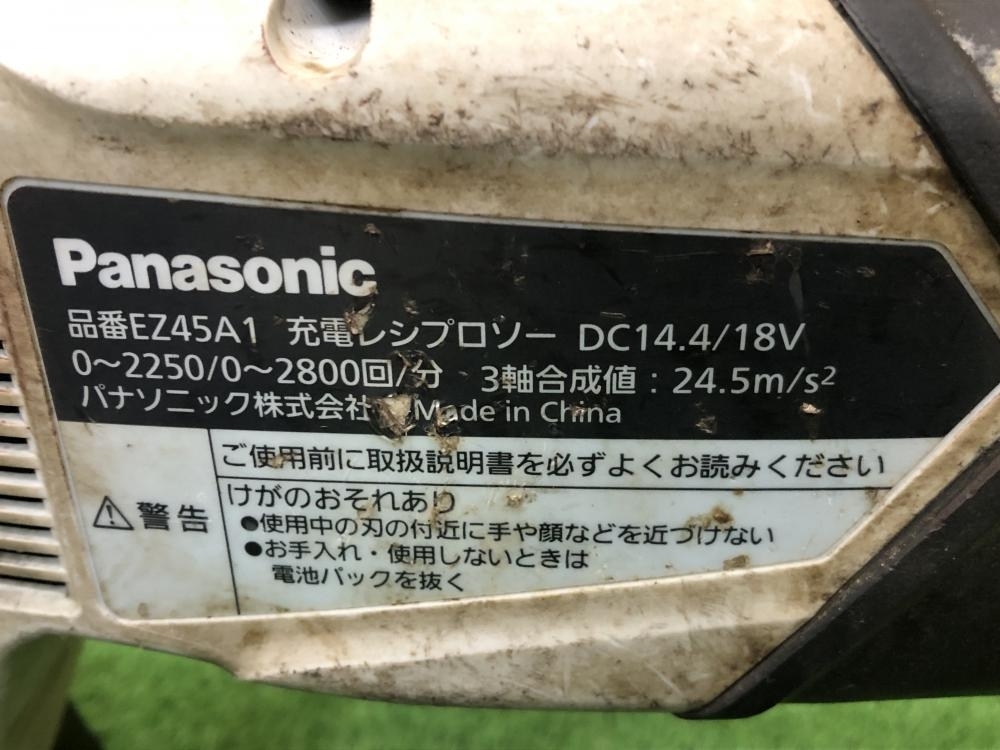 Panasonic
品番EZ45A1 充電レシプロソー DC14.4/18V
0～2250/0～2800回/分 3軸合成値：24.5m/s²
パナソニック株式会社 Made in China
ご使用前に取扱説明書を必ずよくお読みください
警告
けがのおそれあり
●使用中の刃の付近に手や顔などを近づけない
●お手入れ・使用しないときは
電池パックを抜く